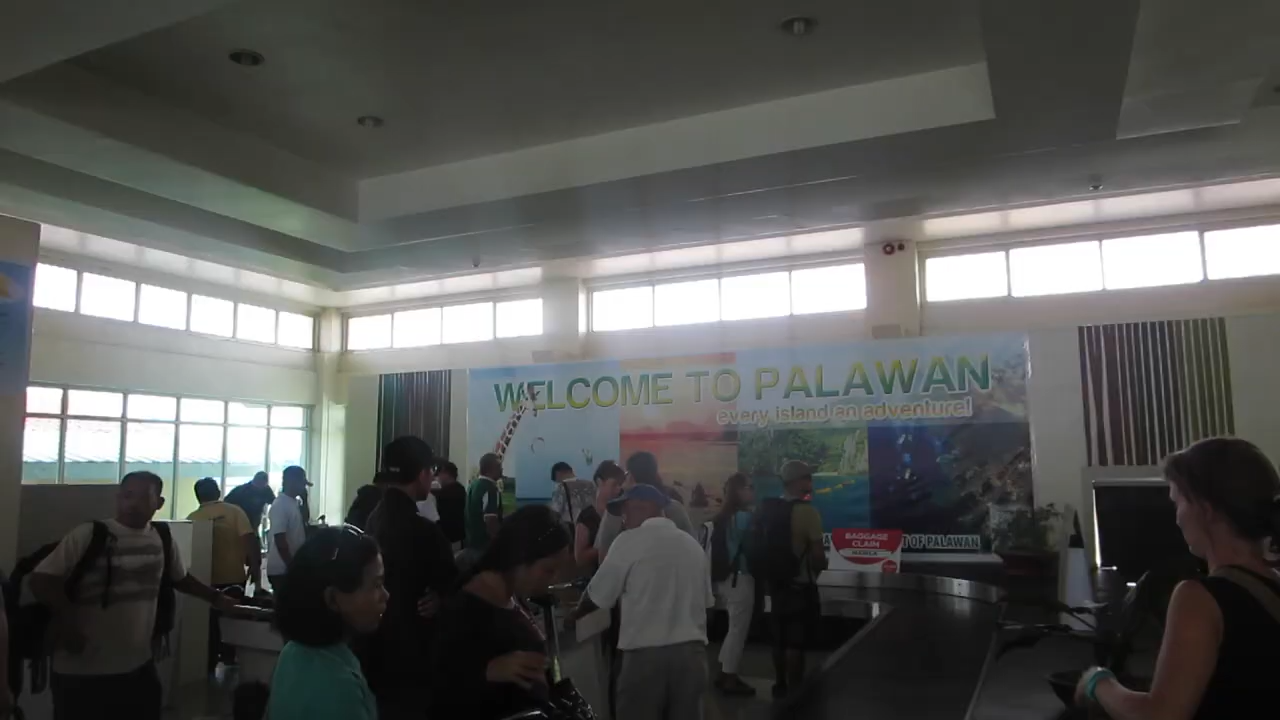 WELCOME TO PALAWAN
every island an adventure!
BAGGAGE
CLAIM
OF PALAWAN